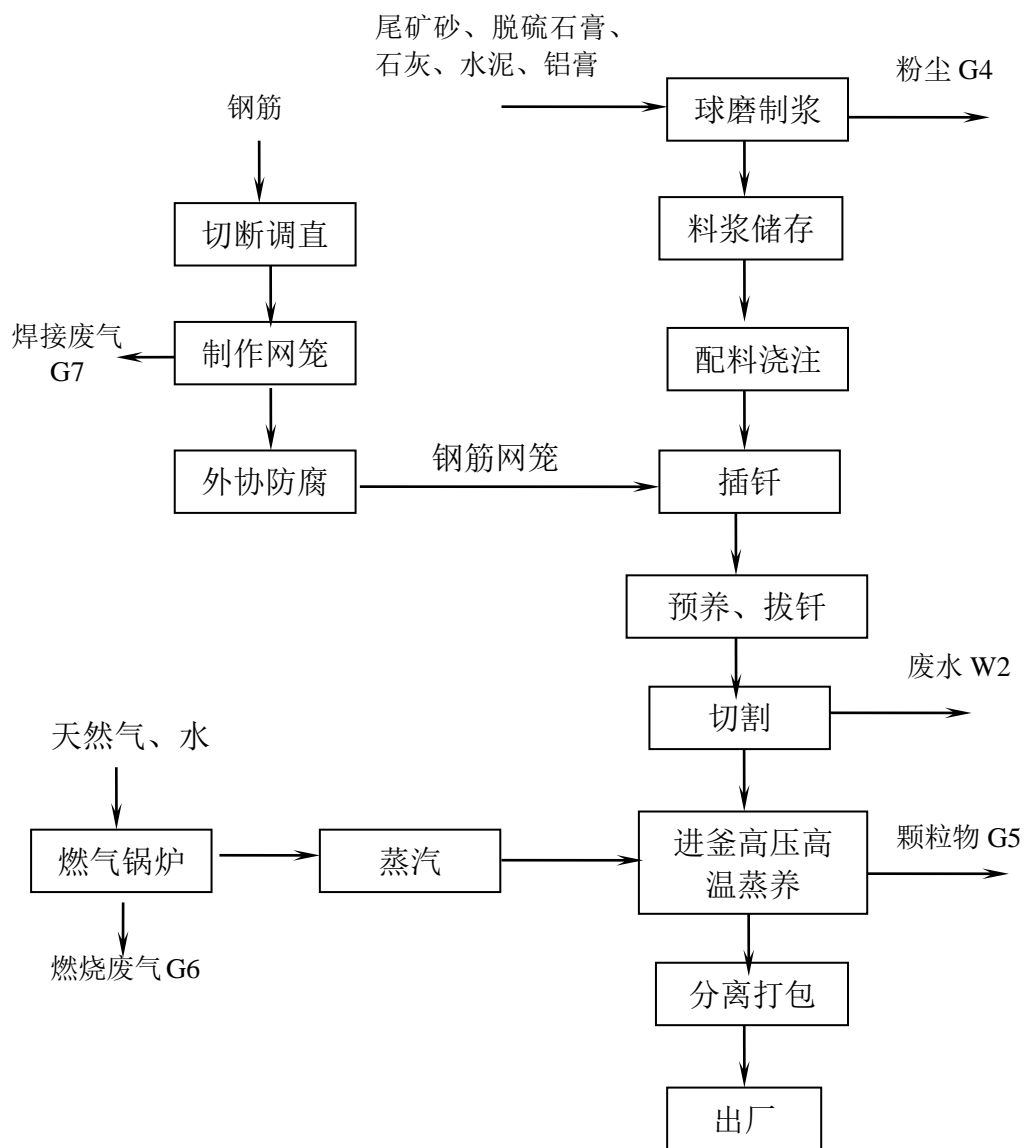 尾矿砂、脱硫石膏、
石灰、水泥、铝膏
粉尘 G4
钢筋
球磨制浆
切断调直
料浆储存
焊接废气
G7
制作网笼
配料浇注
外协防腐
钢筋网笼
插钎
预养、拔钎
废水 W2
切割
天然气、水
燃气锅炉
蒸汽
进釜高压高
温蒸养
颗粒物 G5
燃烧废气 G6
分离打包
出厂